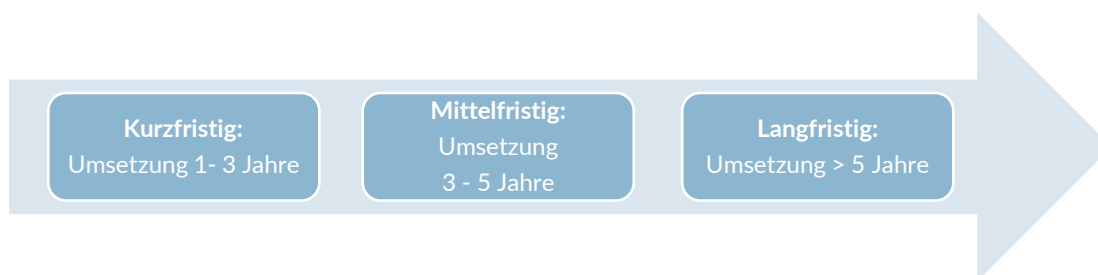 Kurzfristig:
Umsetzung 1- 3 Jahre
Mittelfristig:
Umsetzung
3 - 5 Jahre
Langfristig:
Umsetzung > 5 Jahre